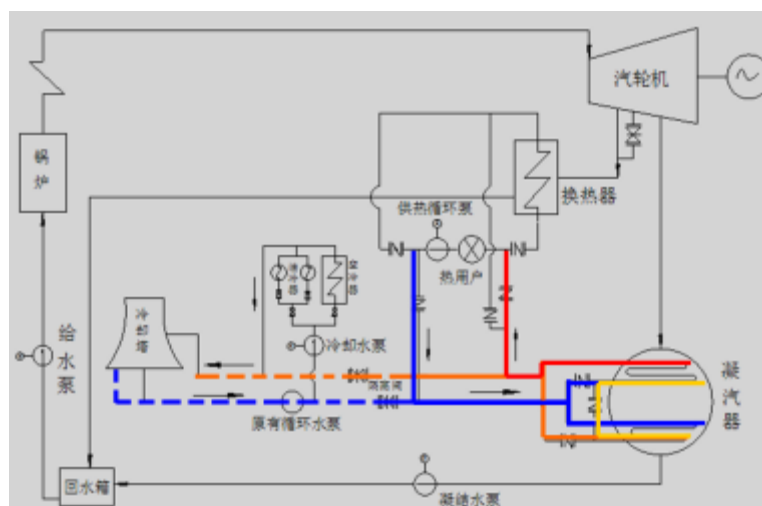 汽轮机
锅炉
换热器
供热循环泵
热用户
冷却塔
冷却水泵
给水泵
原有循环水泵
凝汽器
回水箱
凝结水泵